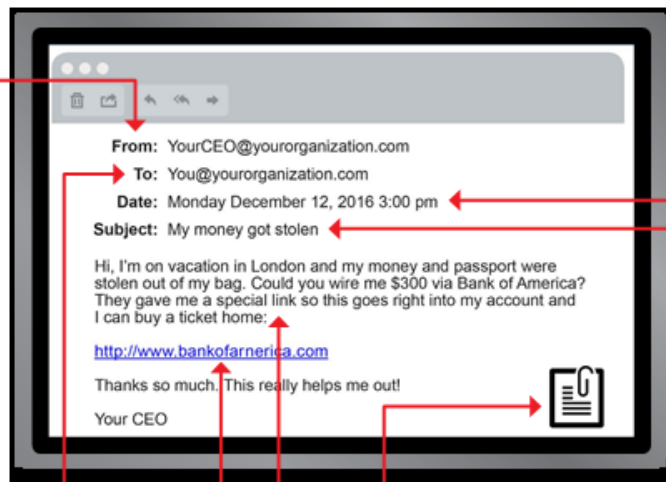 From: YourCEO@yourorganization.com
To: You@yourorganization.com
Date: Monday December 12, 2016 3:00 pm
Subject: My money got stolen
Hi, I'm on vacation in London and my money and passport were
stolen out of my bag. Could you wire me $300 via Bank of America?
They gave me a special link so this goes right into my account and
I can buy a ticket home:
http://www.bankofarnerica.com
Thanks so much. This really helps me out!
Your CEO